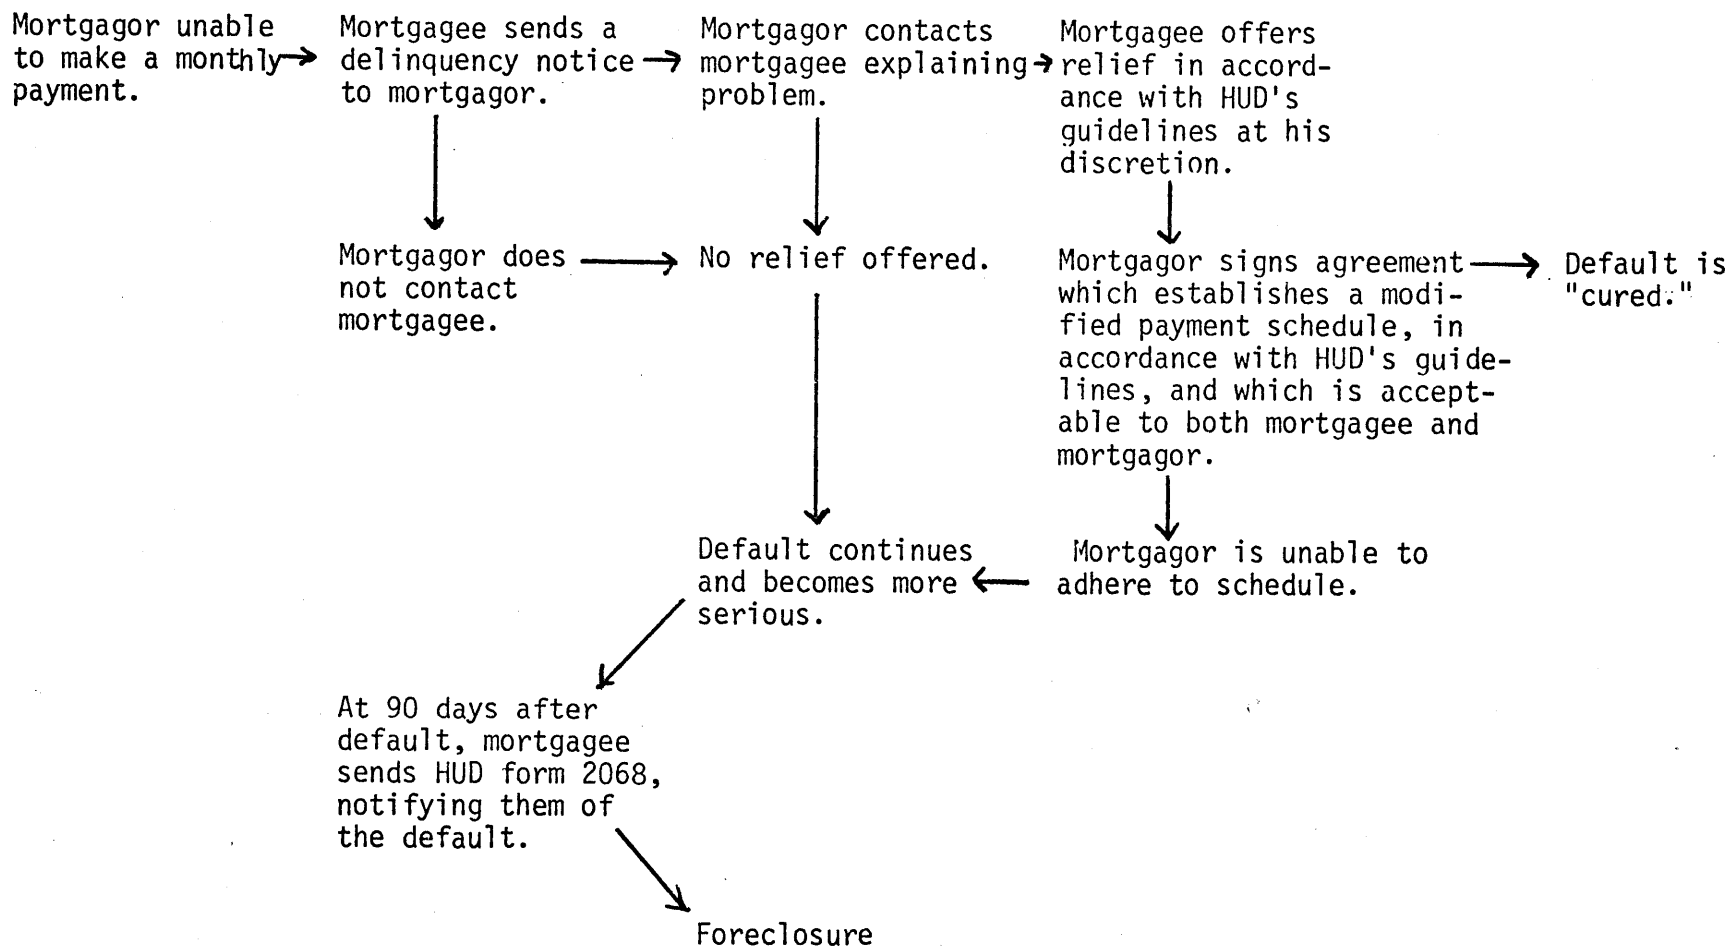 Mortgagor unable
to make a monthly
payment.
Mortgagee sends a
delinquency notice
to mortgagor.
Mortgagor contacts
mortgagee explaining
problem.
Mortgagee offers
relief in accord-
ance with HUD's
guidelines at his
discretion.
Mortgagor does
not contact
mortgagee.
No relief offered.
Mortgagor signs agreement
which establishes a modi-
fied payment schedule, in
accordance with HUD's guide-
lines, and which is accept-
able to both mortgagee and
mortgagor.
Default is
"cured."
Default continues
and becomes more
serious.
Mortgagor is unable to
adhere to schedule.
At 90 days after
default, mortgagee
sends HUD form 2068,
notifying them of
the default.
Foreclosure